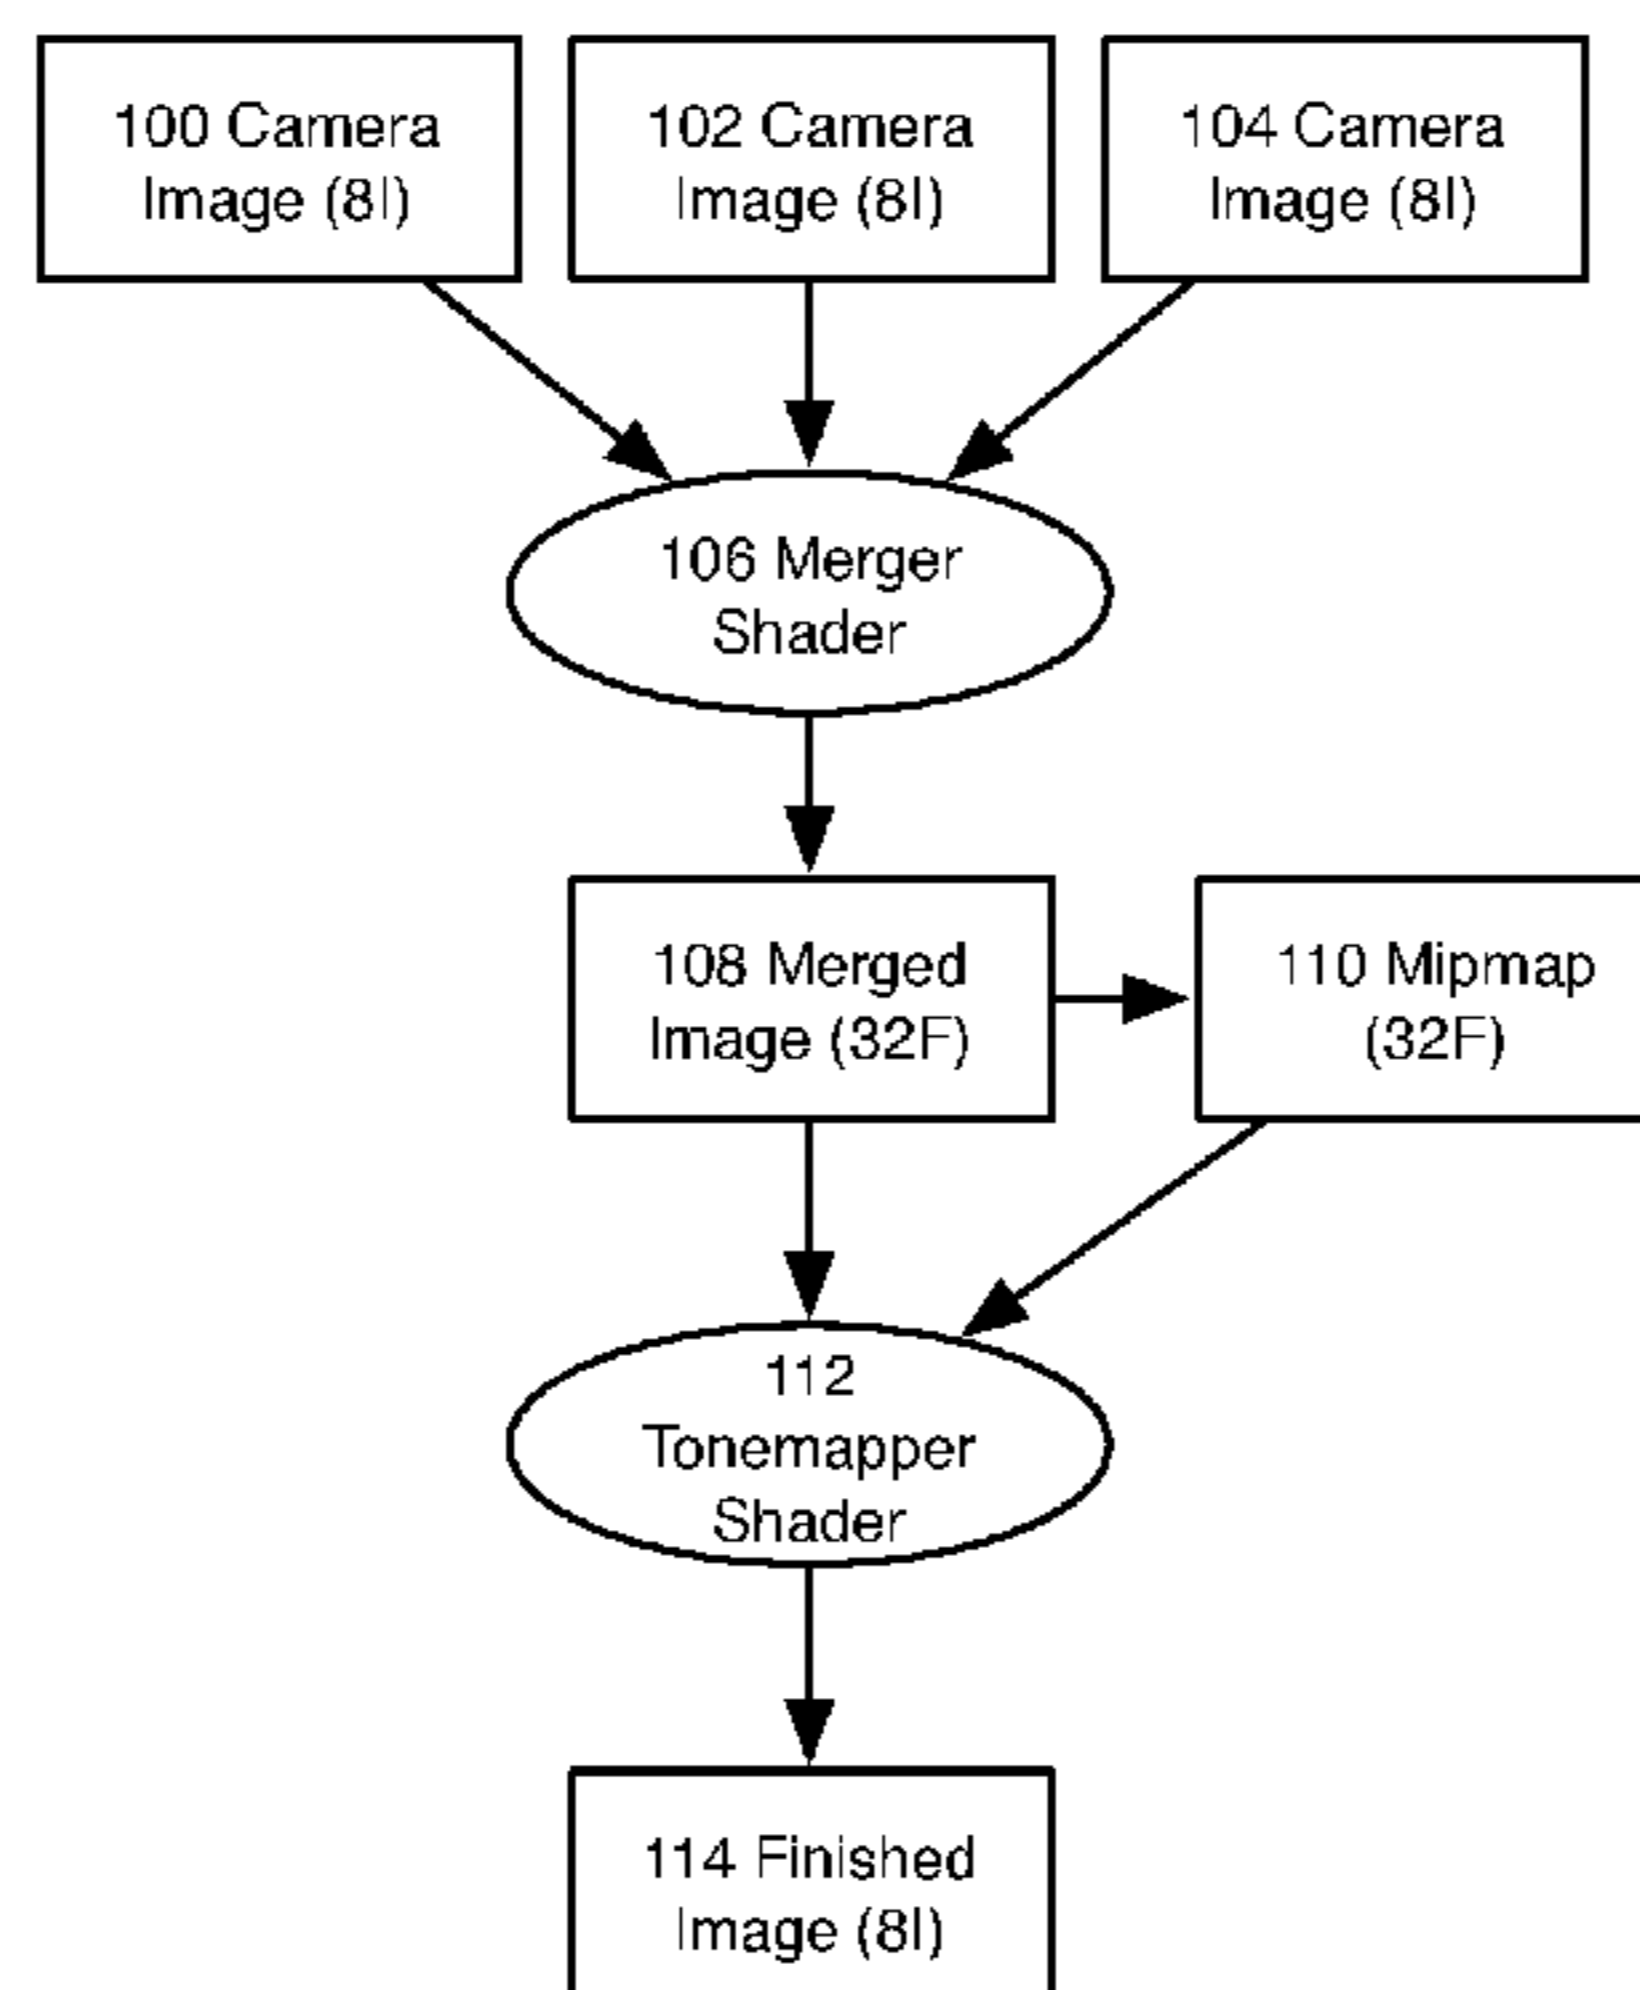 100 Camera
Image (8I)
102 Camera
Image (8I)
104 Camera
Image (8I)
106 Merger
Shader
108 Merged
Image (32F)
110 Mipmap
(32F)
112
Tonemapper
Shader
114 Finished
Image (8I)